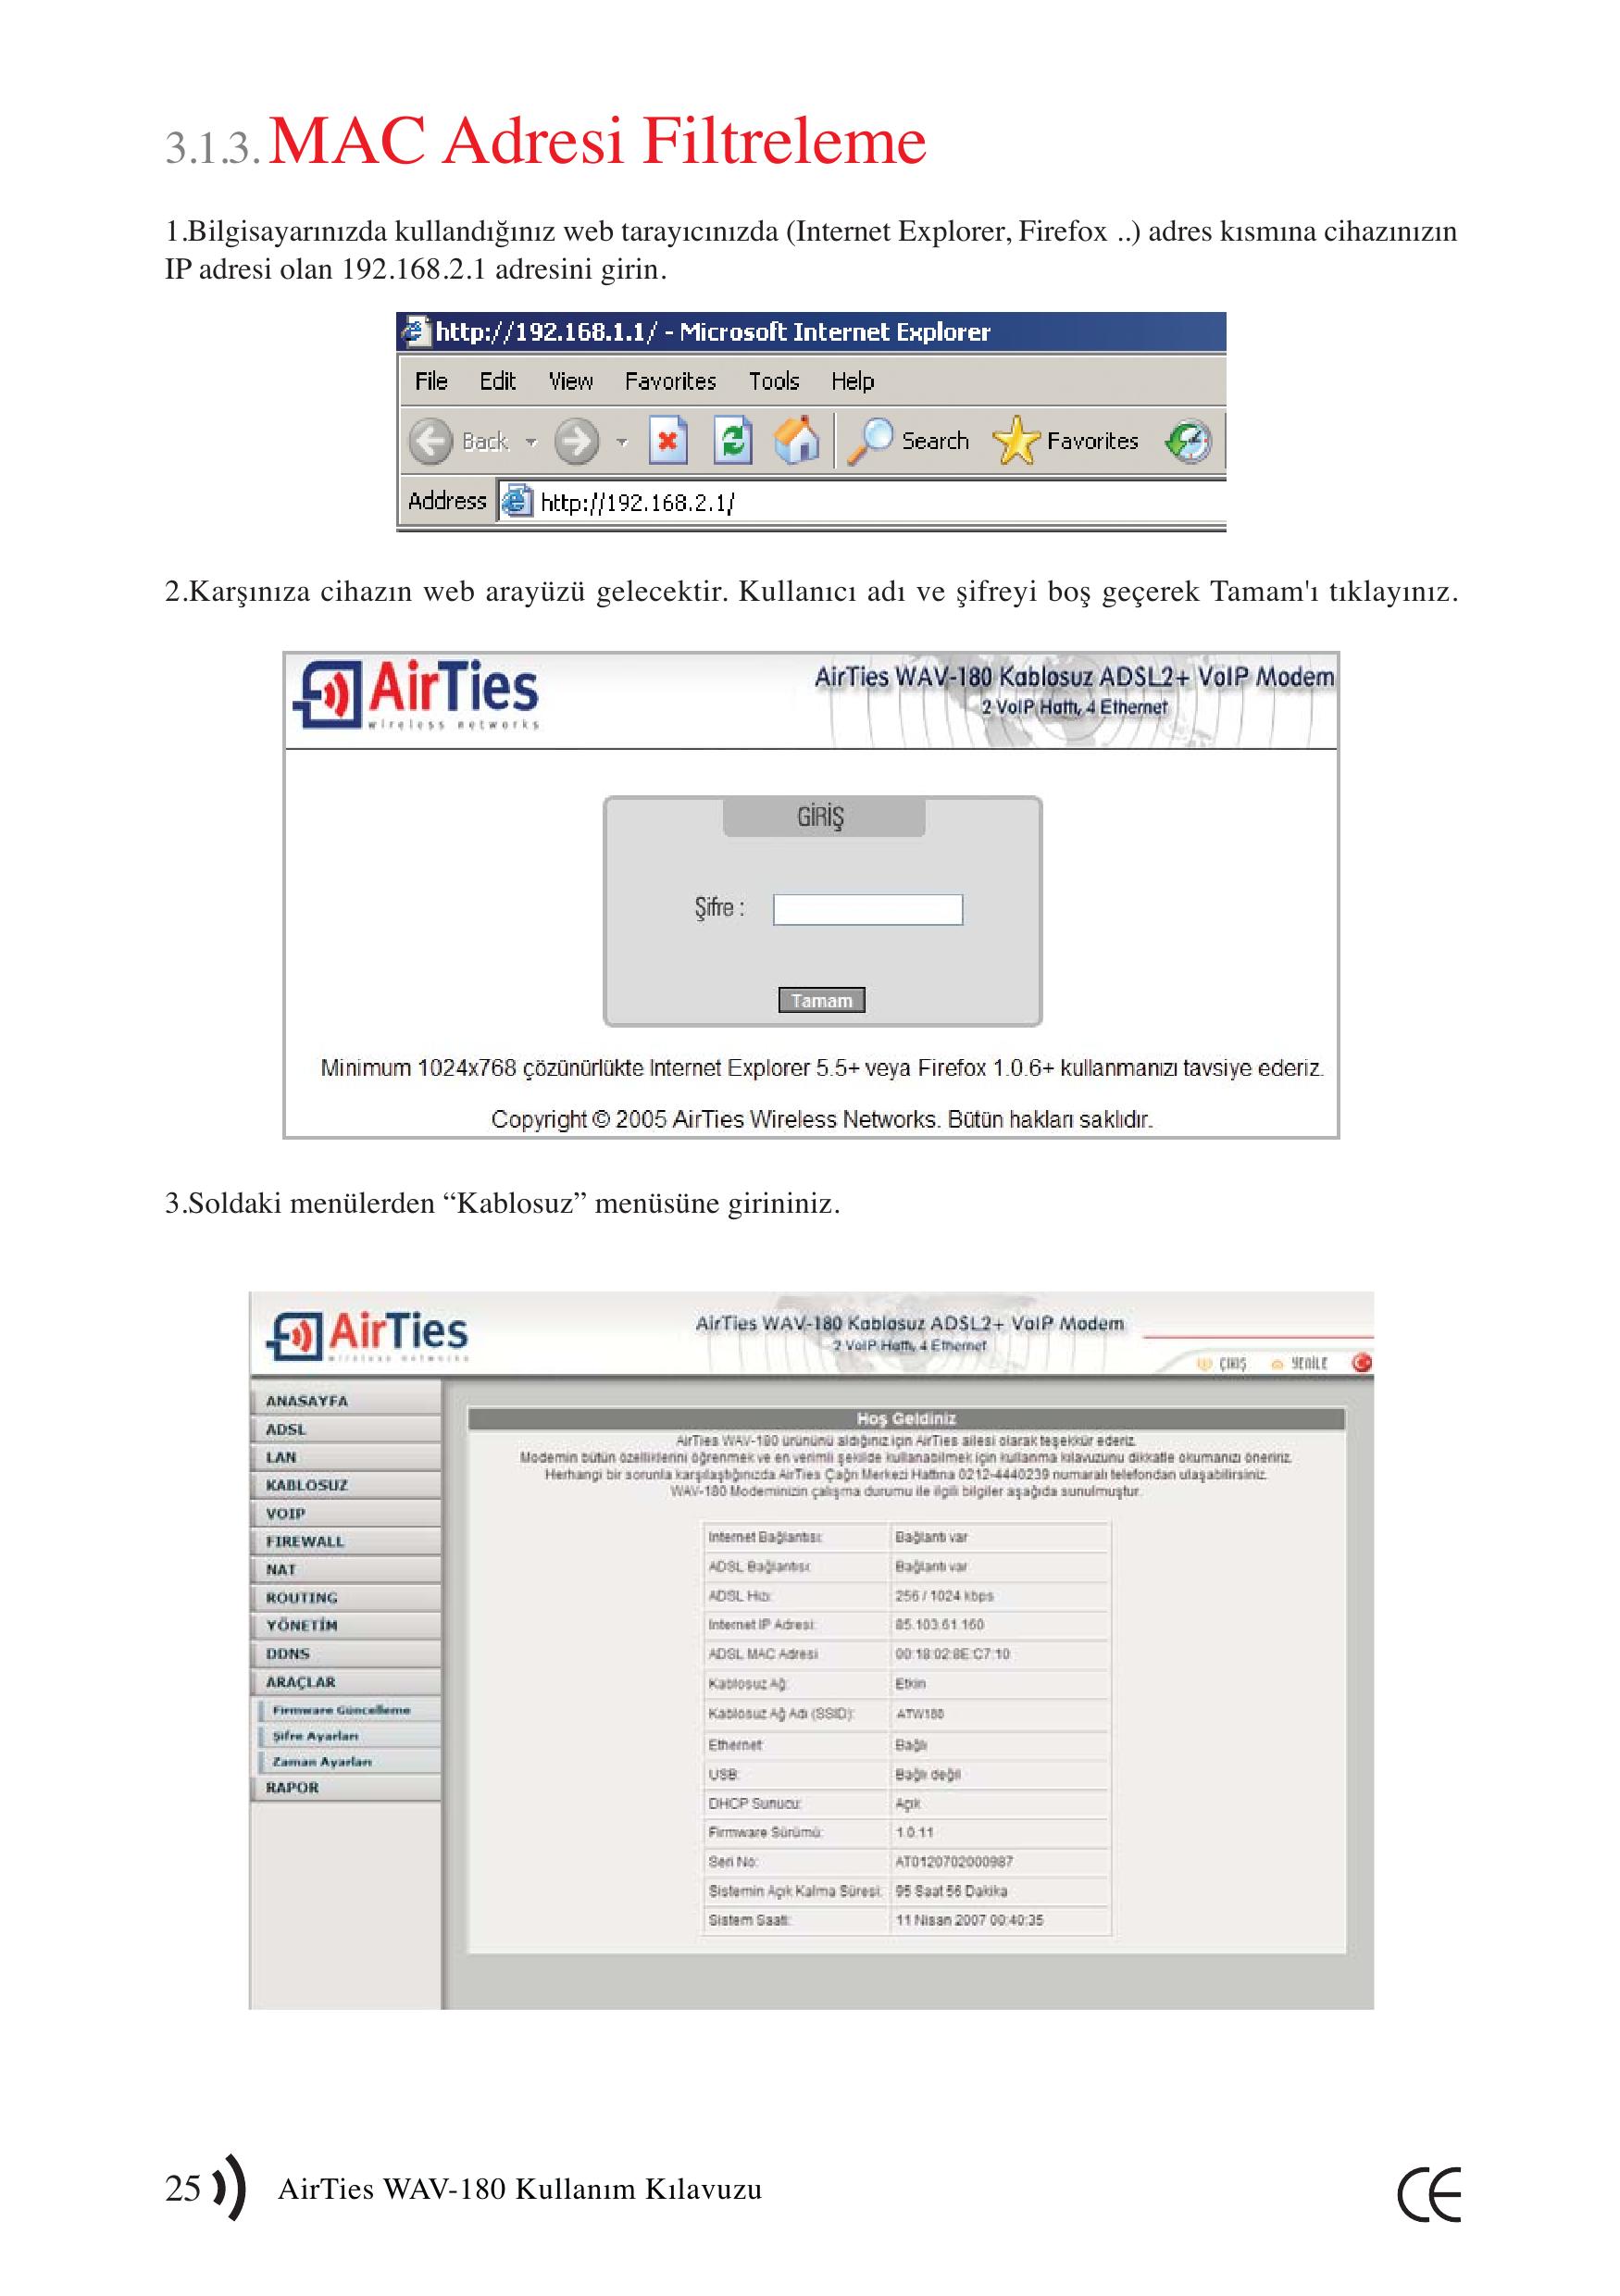 3.1.3. MAC Adresi Filtreleme
1.Bilgisayarınızda kullandığınız web tarayıcınızda (Internet Explorer, Firefox ..) adres kısmına cihazınızın
IP adresi olan 192.168.2.1 adresini girin.
http://192.168.1.1/ - Microsoft Internet Explorer
File Edit View Favorites Tools Help
Back Search Favorites
Address http://192.168.2.1/
2.Karşınıza cihazın web arayüzü gelecektir. Kullanıcı adı ve şifreyi boş geçerek Tamam'ı tıklayınız.
AirTies
wireless networks
AirTies WAV-180 Kablosuz ADSL2+ VoIP Modem
2 VoIP Hattı, 4 Ethernet
GİRİŞ
Şifre :
Tamam
Minimum 1024x768 çözünürlükte Internet Explorer 5.5+ veya Firefox 1.0.6+ kullanmanızı tavsiye ederiz.
Copyright © 2005 AirTies Wireless Networks. Bütün hakları saklıdır.
3.Soldaki menülerden “Kablosuz” menüsüne girininiz.
AirTies
wireless networks
AirTies WAV-180 Kablosuz ADSL2+ VoIP Modem
2 VoIP Hattı, 4 Ethernet
ÇIKIŞ YENİLE
ANASAYFA
ADSL
LAN
KABLOSUZ
VOIP
FIREWALL
NAT
ROUTING
YÖNETİM
DDNS
ARAÇLAR
Firmware Güncelleme
Şifre Ayarları
Zaman Ayarları
RAPOR
Hoş Geldiniz
AirTies WAV-180 ürününü aldığınız için AirTies ailesi olarak teşekkür ederiz.
Modemin bütün özelliklerini öğrenmek ve en verimli şekilde kullanabilmek için kullanma kılavuzunu dikkatle okumanızı öneririz.
Herhangi bir sorunla karşılaştığınızda AirTies Çağrı Merkezi Hattına 0212-4440239 numaralı telefondan ulaşabilirsiniz.
WAV-180 Modeminizin çalışma durumu ile ilgili bilgiler aşağıda sunulmuştur.
Internet Bağlantısı: Bağlantı var
ADSL Bağlantısı: Bağlantı var
ADSL Hızı: 256 / 1024 kbps
Internet IP Adresi: 85.103.61.160
ADSL MAC Adresi 00:18:02:8E:C7:10
Kablosuz Ağ: Etkin
Kablosuz Ağ Adı (SSID): ATW180
Ethernet Bağlı
USB: Bağlı değil
DHCP Sunucu: Açık
Firmware Sürümü: 1.0.11
Seri No: AT0120702000987
Sistemin Açık Kalma Süresi: 95 Saat 56 Dakika
Sistem Saati: 11 Nisan 2007 00:40:35
25 AirTies WAV-180 Kullanım Kılavuzu
CE